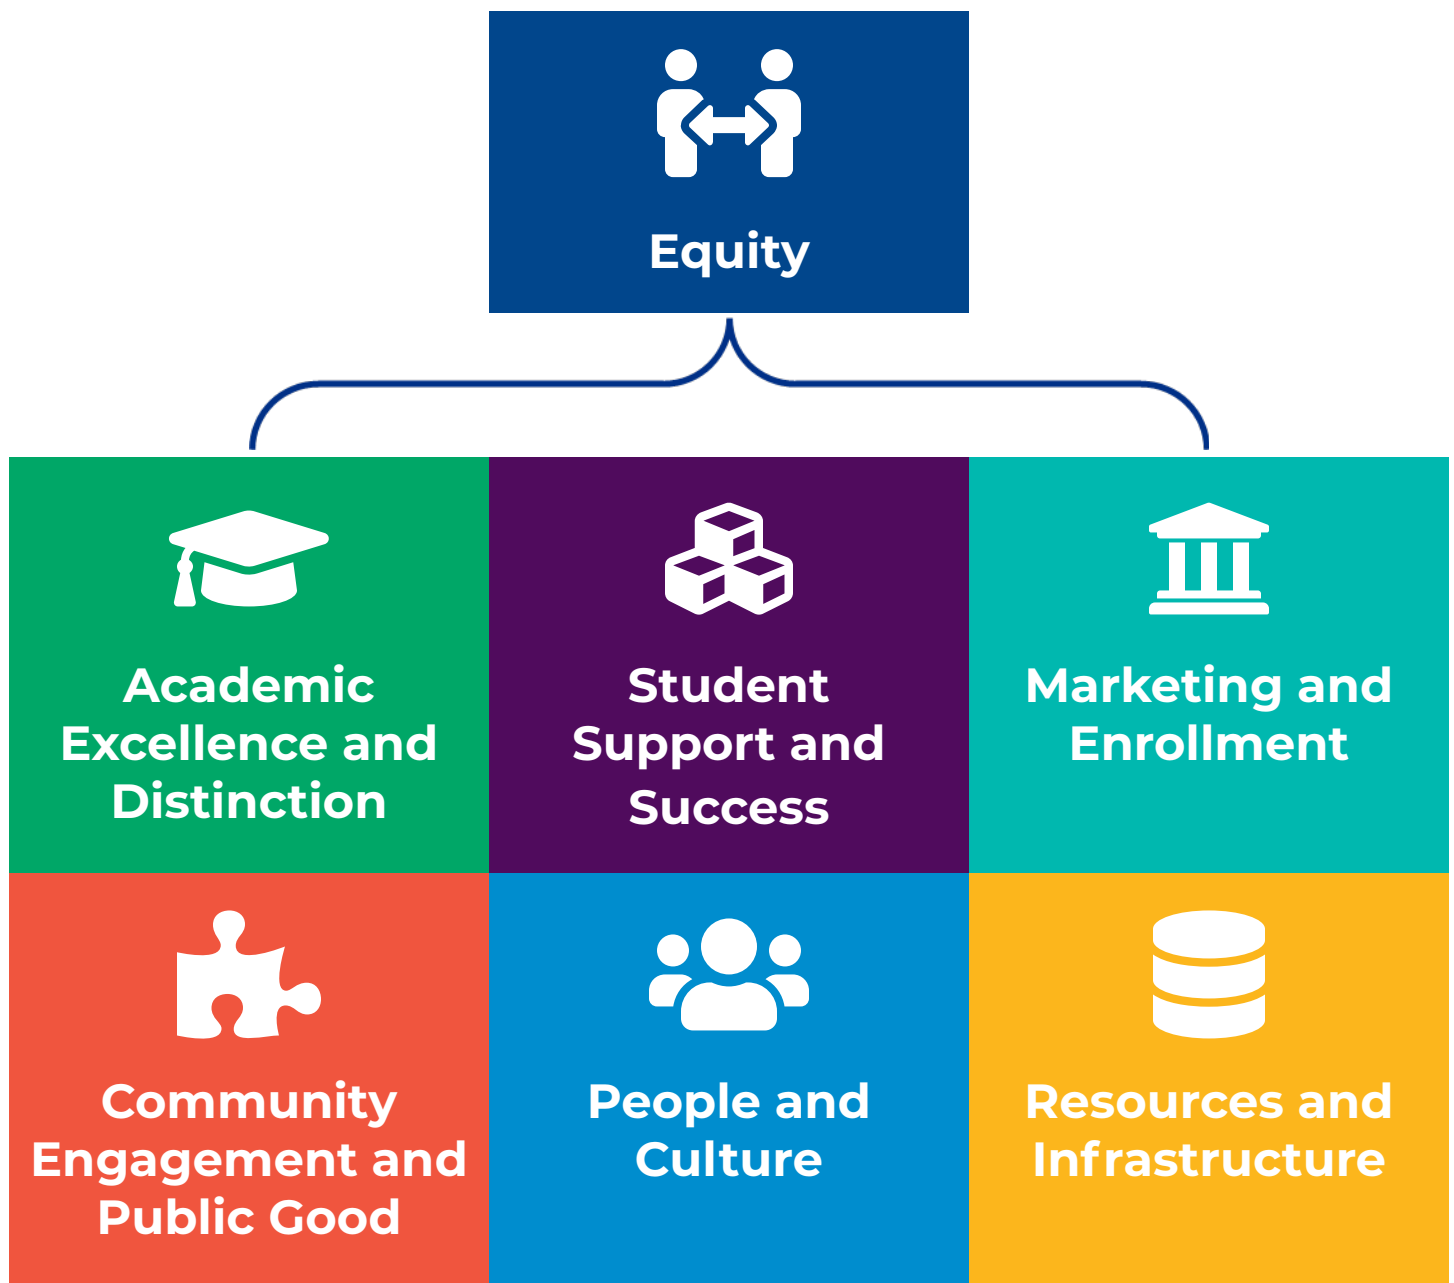 Equity
Academic
Excellence and
Distinction
Student
Support and
Success
Marketing and
Enrollment
Community
Engagement and
Public Good
People and
Culture
Resources and
Infrastructure